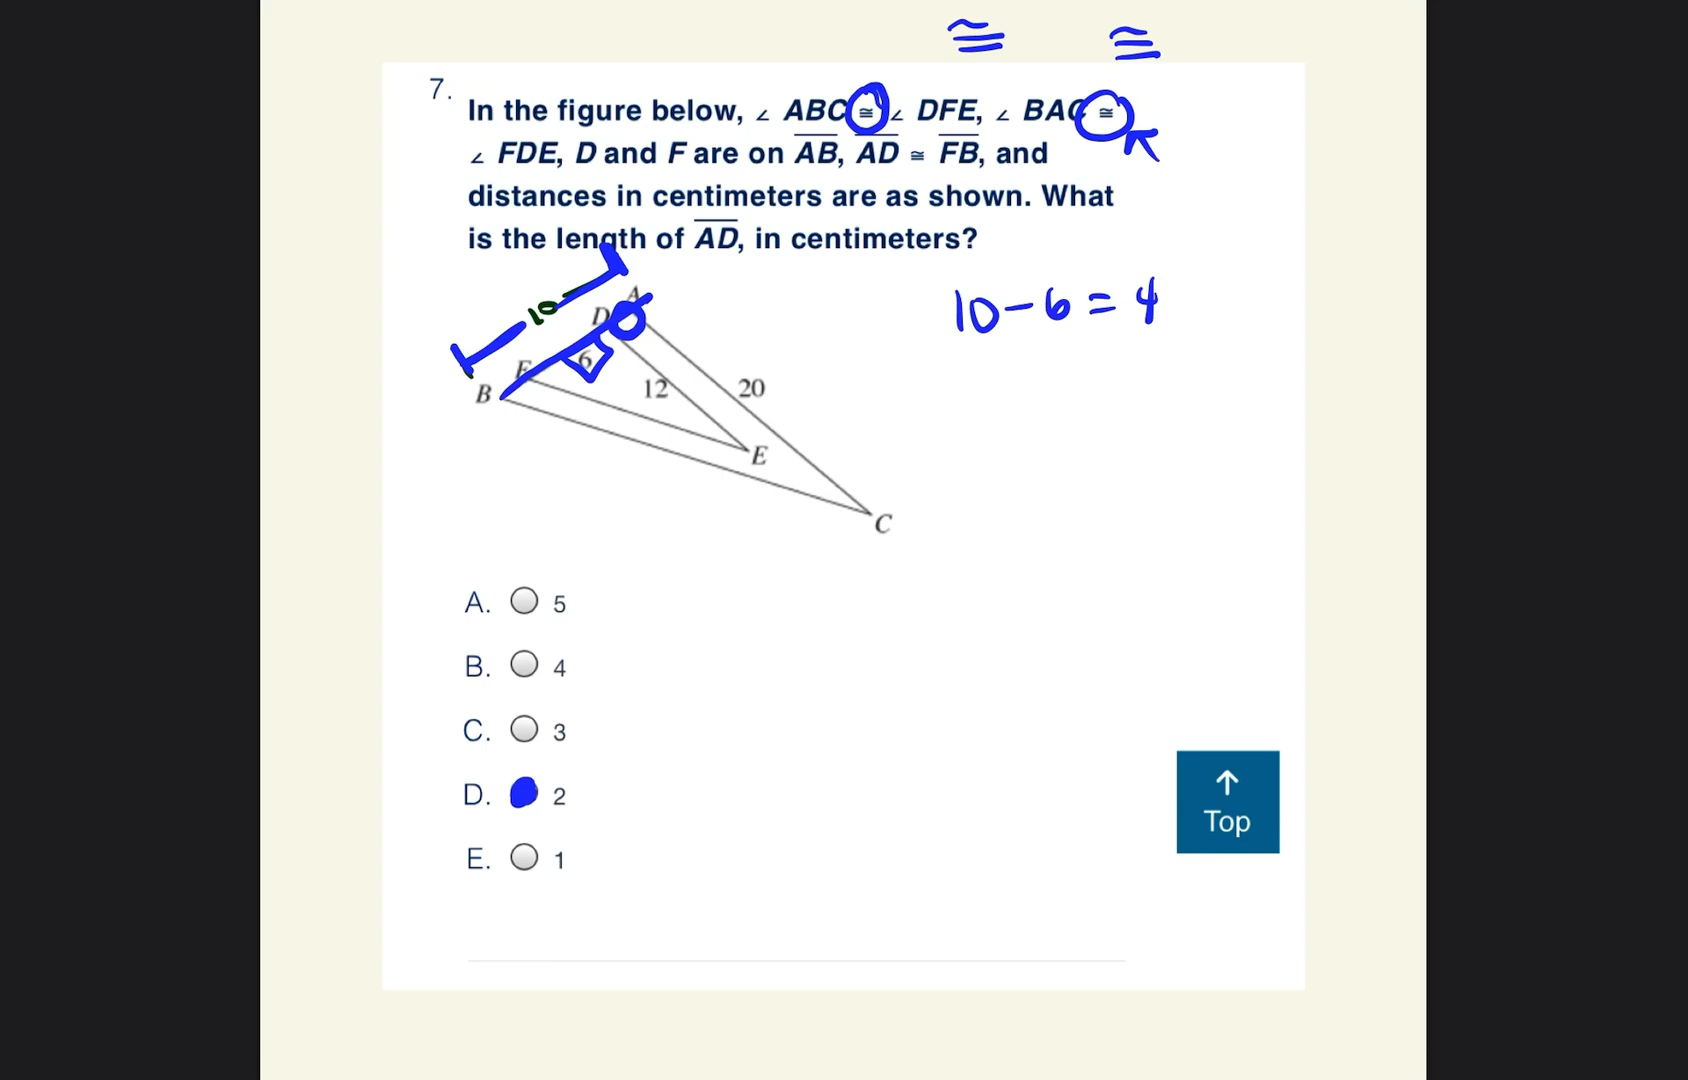 ≅ ≅
7.
In the figure below, ∠ ABC ≅ ∠ DFE, ∠ BAC ≅
∠ FDE, D and F are on AB, AD ≅ FB, and
distances in centimeters are as shown. What
is the length of AD, in centimeters?
10 - 6 = 4
A
10
D
F
6
B
12
20
E
C
A. 5
B. 4
C. 3
D. 2
E. 1
↑
Top